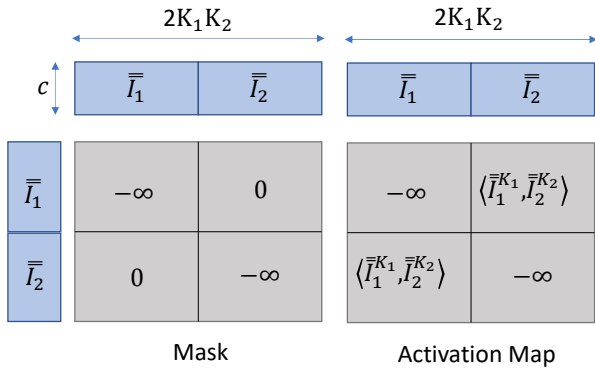 2K₁K₂ 2K₁K₂
c I̿₁ I̿₂ I̿₁ I̿₂
I̿₁ −∞ 0 −∞ ⟨I̿₁^{K₁}, I̿₂^{K₂}⟩
I̿₂ 0 −∞ ⟨I̿₁^{K₁}, I̿₂^{K₂}⟩ −∞
Mask Activation Map